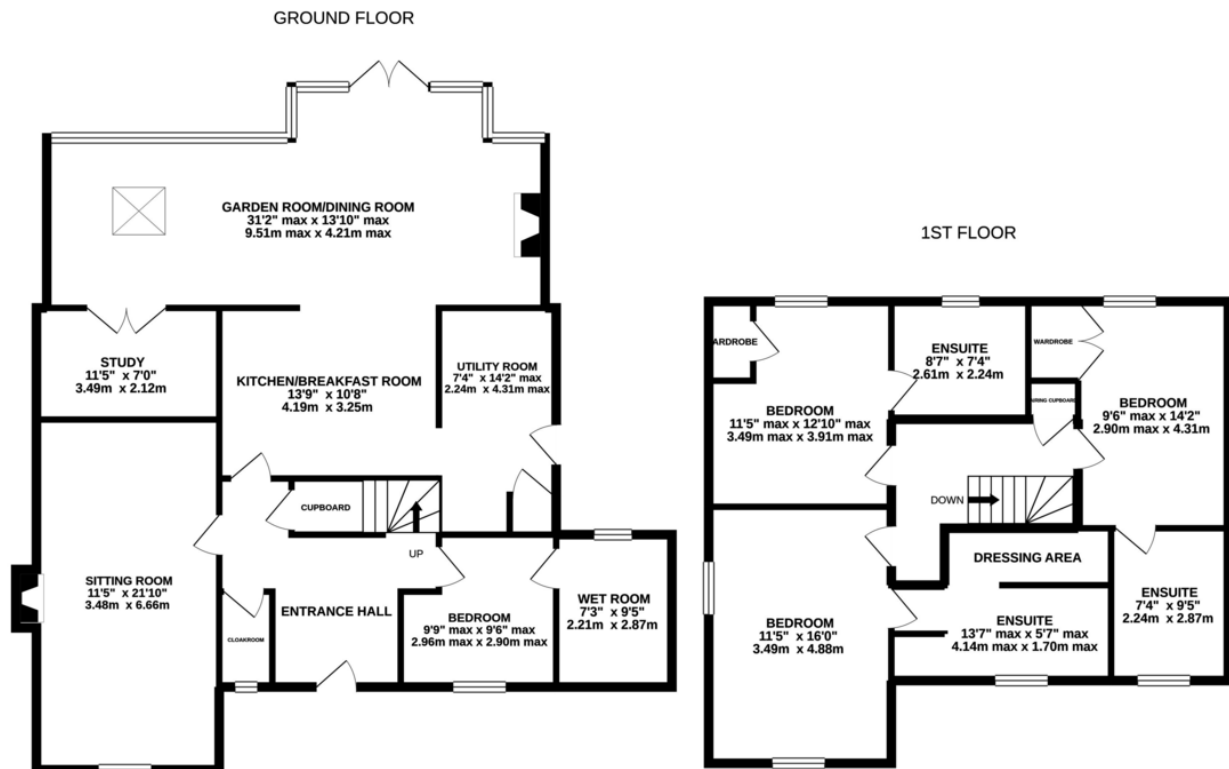 GROUND FLOOR
GARDEN ROOM/DINING ROOM
31'2" max x 13'10" max
9.51m max x 4.21m max
STUDY
11'5" x 7'0"
3.49m x 2.12m
KITCHEN/BREAKFAST ROOM
13'9" x 10'8"
4.19m x 3.25m
UTILITY ROOM
7'4" x 14'2" max
2.24m x 4.31m max
CUPBOARD
UP
SITTING ROOM
11'5" x 21'10"
3.48m x 6.66m
ENTRANCE HALL
CLOAKROOM
BEDROOM
9'9" max x 9'6" max
2.96m max x 2.90m max
WET ROOM
7'3" x 9'5"
2.21m x 2.87m
1ST FLOOR
ARDROBE
BEDROOM
11'5" max x 12'10" max
3.49m max x 3.91m max
ENSUITE
8'7" x 7'4"
2.61m x 2.24m
WARDROBE
IRING CUPBOARD
BEDROOM
9'6" max x 14'2"
2.90m max x 4.31m
DOWN
DRESSING AREA
BEDROOM
11'5" x 16'0"
3.49m x 4.88m
ENSUITE
13'7" max x 5'7" max
4.14m max x 1.70m max
ENSUITE
7'4" x 9'5"
2.24m x 2.87m